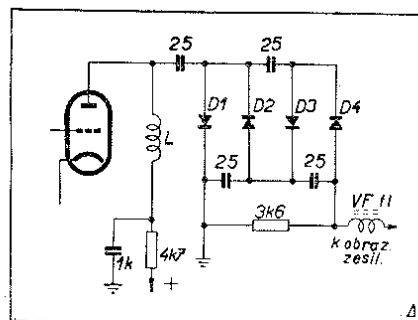 25
25
D1
D2
D3
D4
L
25
25
3k6
VF tl
k obraz.
zesil.
1k
4k7
+
A